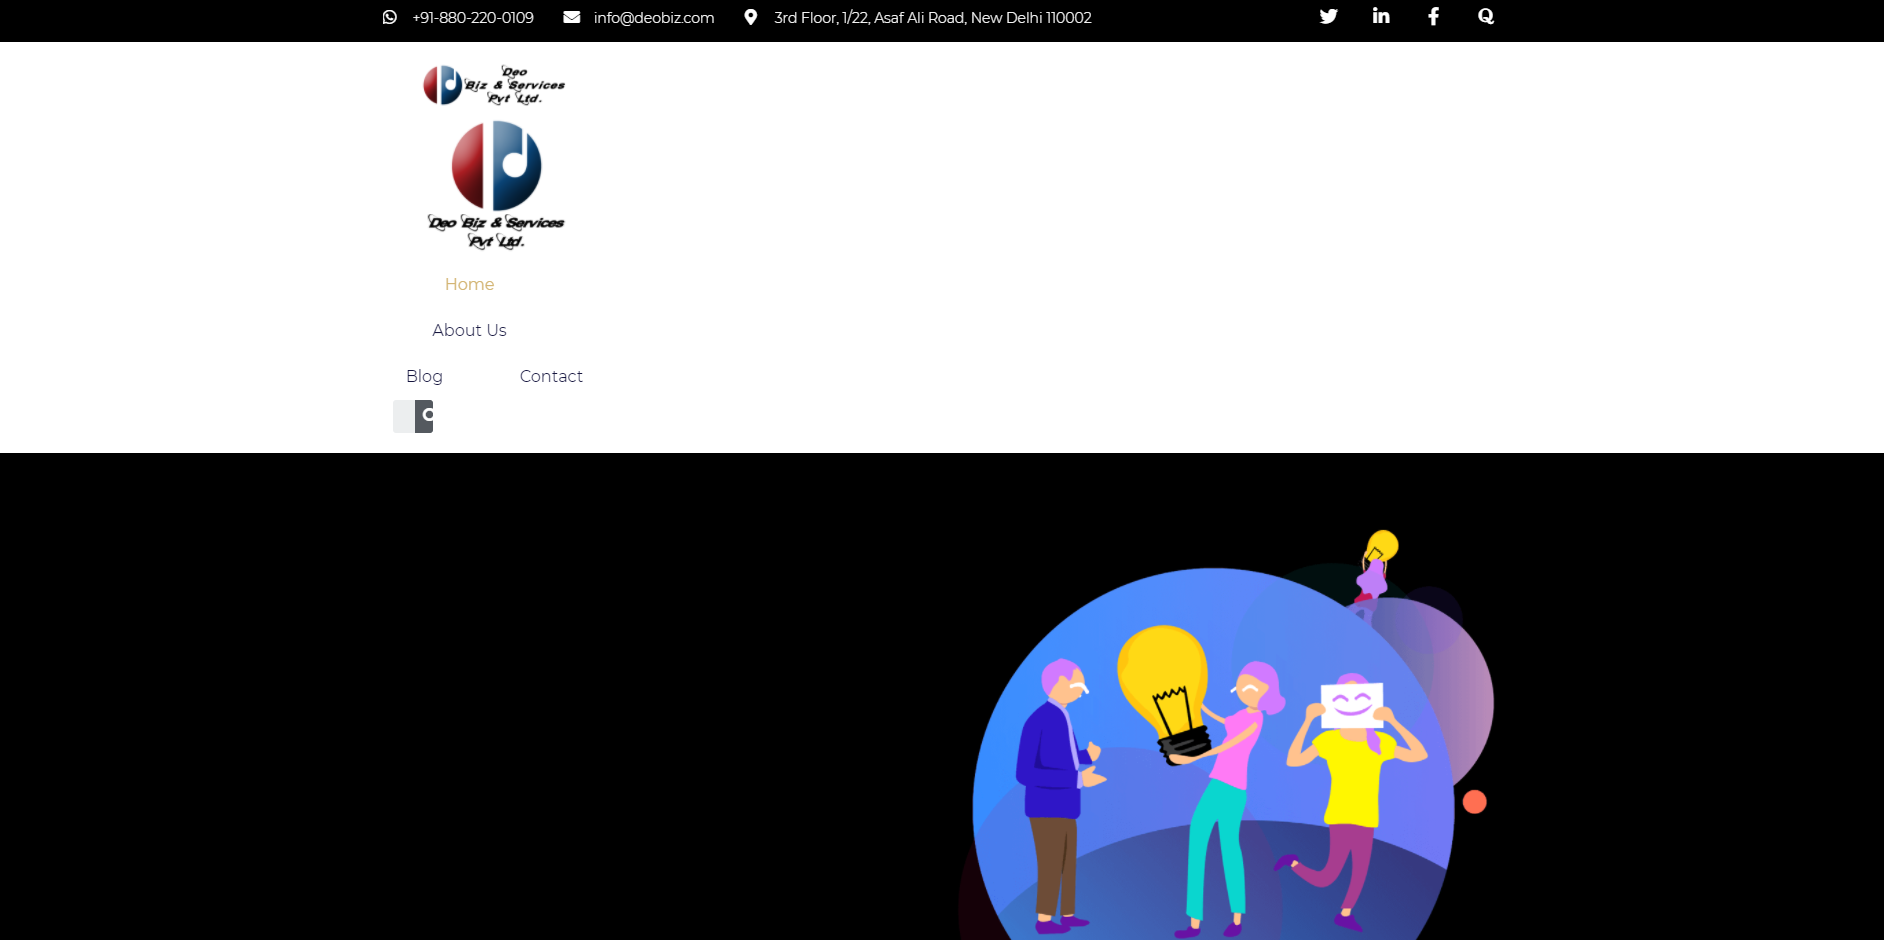 +91-880-220-0109 info@deobiz.com 3rd Floor, 1/22, Asaf Ali Road, New Delhi 110002
Deo
Biz & Services
Pvt Ltd.
Deo Biz & Services
Pvt Ltd.
Home
About Us
Blog Contact